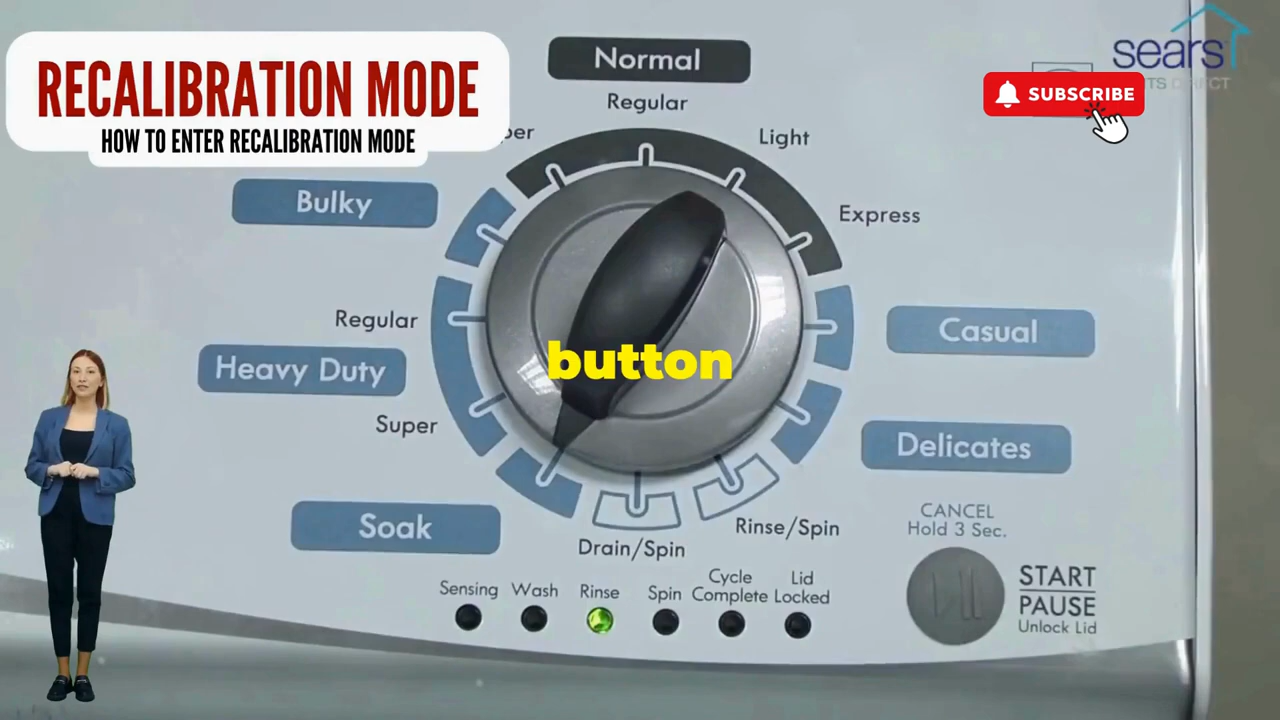 RECALIBRATION MODE
HOW TO ENTER RECALIBRATION MODE
sears
SUBSCRIBE
Normal
Regular
Light
Express
Bulky
Regular
Heavy Duty
Super
Casual
Delicates
button
Soak
Drain/Spin
Rinse/Spin
CANCEL
Hold 3 Sec.
START
PAUSE
Unlock Lid
Sensing
Wash
Rinse
Spin
Cycle
Complete
Lid
Locked